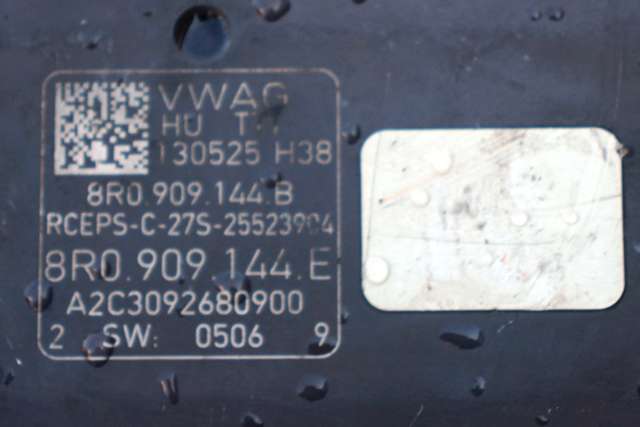 VWAG
HU
130525 H38
8R0.909.144.B
RCEPS-C-27S-25523904
8R0.909.144.E
A2C3092680900
2 SW: 0506 9